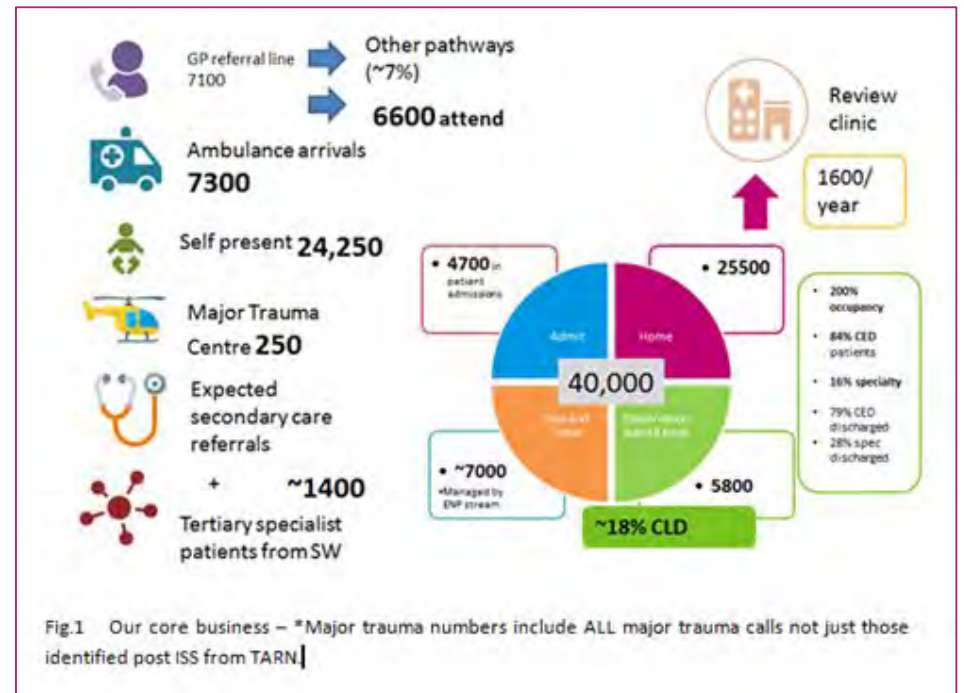 GP referral line
7100
Other pathways
(~7%)
6600 attend
Ambulance arrivals
7300
Self present 24,250
Major Trauma
Centre 250
Expected
secondary care
referrals
+ ~1400
Tertiary specialist
patients from SW
Review
clinic
1600/
year
• 4700 in
patient
admissions
• 25500
Admit
Home
40,000
• ~7000
•Managed by
ENP stream
• 5800
~18% CLD
• 200%
occupancy
• 84% CED
patients
• 16% specialty
• 79% CED
discharged
• 28% spec
discharged
Fig.1 Our core business – *Major trauma numbers include ALL major trauma calls not just those
identified post ISS from TARN.